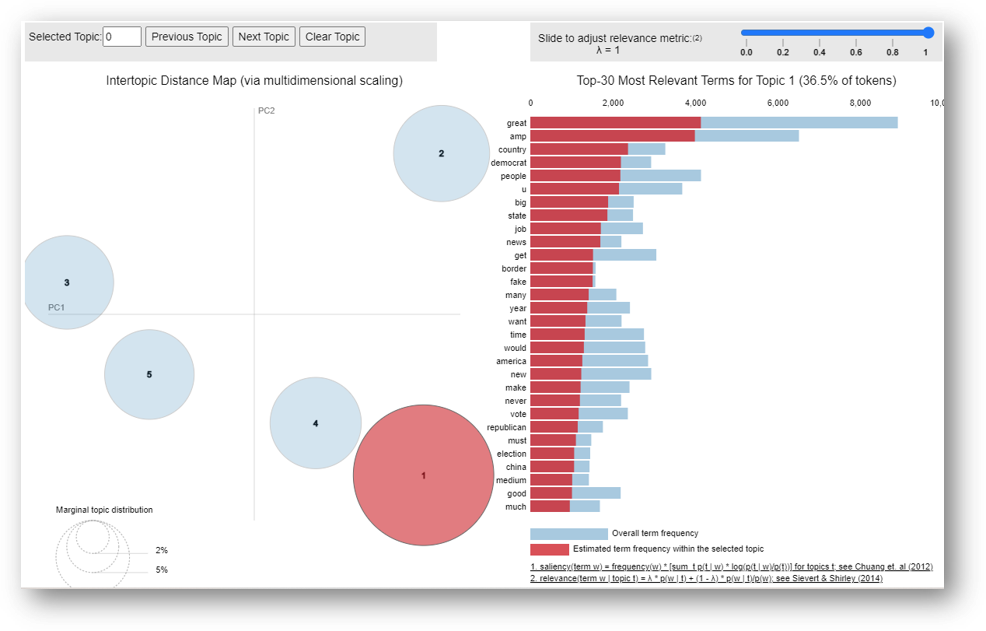 Selected Topic: 0 Previous Topic Next Topic Clear Topic
Slide to adjust relevance metric:(2)
λ = 1
0.0 0.2 0.4 0.6 0.8 1
Intertopic Distance Map (via multidimensional scaling)
PC2
PC1
2
3
5
4
1
Marginal topic distribution
2%
5%
Top-30 Most Relevant Terms for Topic 1 (36.5% of tokens)
0 2,000 4,000 6,000 8,000 10,0
great
amp
country
democrat
people
u
big
state
job
news
get
border
fake
many
year
want
time
would
america
new
make
never
vote
republican
must
election
china
medium
good
much
Overall term frequency
Estimated term frequency within the selected topic
1. saliency(term w) = frequency(w) * [sum_t p(t | w) * log(p(t | w)/p(t))] for topics t; see Chuang et. al (2012)
2. relevance(term w | topic t) = λ * p(w | t) + (1 - λ) * p(w | t)/p(w); see Sievert & Shirley (2014)